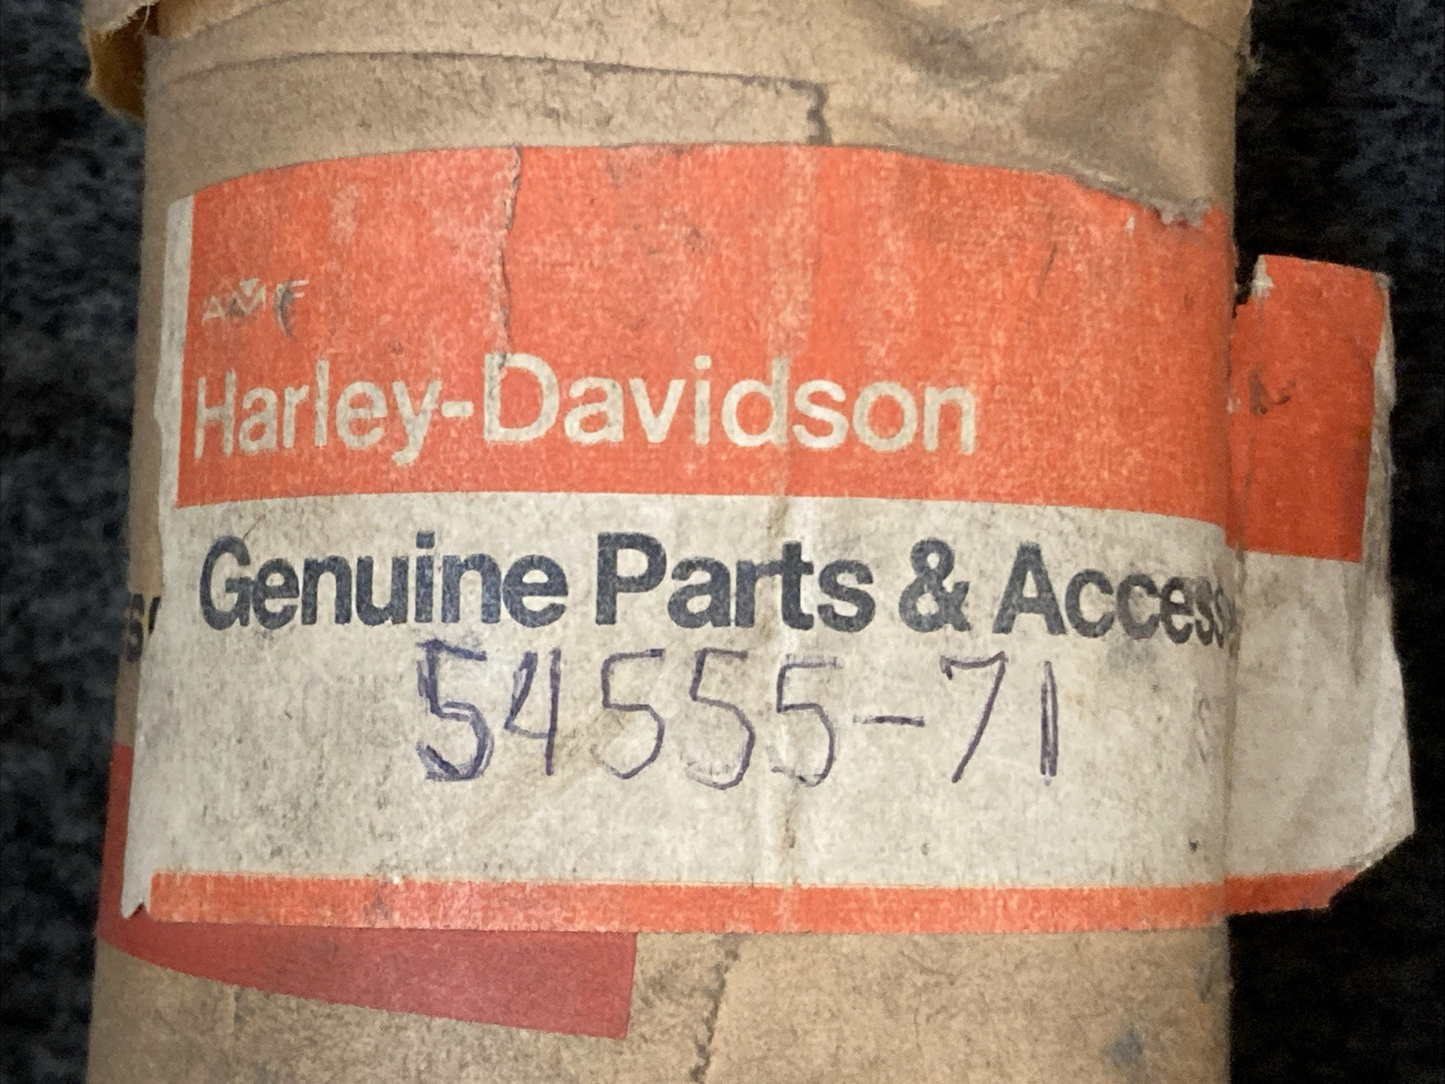 AMF
Harley-Davidson
Genuine Parts & Access
54555-71